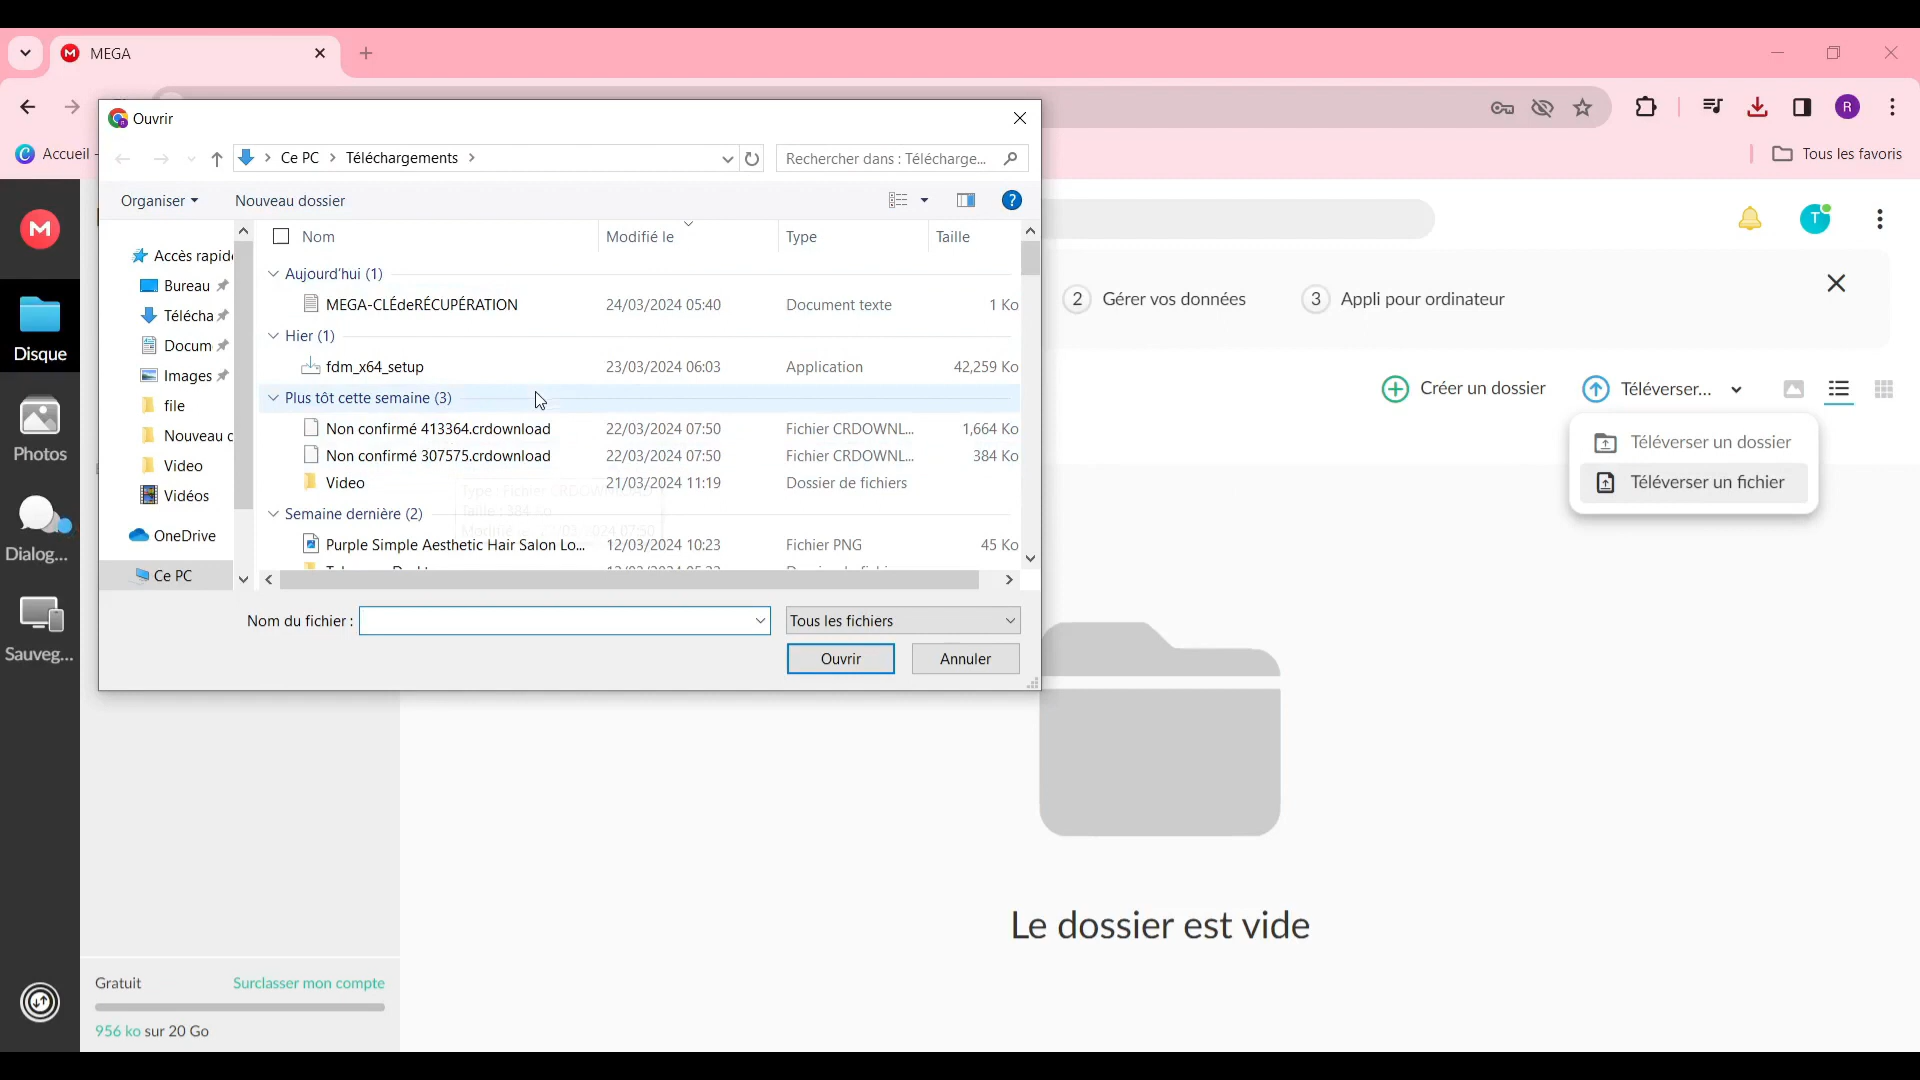 MEGA
Accueil -
Tous les favoris
Ouvrir
Ce PC > Téléchargements >
Rechercher dans : Télécharge...
Organiser
Nouveau dossier
Nom
Modifié le
Type
Taille
Accès rapide
Bureau
Télécha
Docum
Images
file
Nouveau c
Video
Vidéos
OneDrive
Ce PC
Aujourd'hui (1)
MEGA-CLÉdeRÉCUPÉRATION 24/03/2024 05:40 Document texte 1 Ko
Hier (1)
fdm_x64_setup 23/03/2024 06:03 Application 42,259 Ko
Plus tôt cette semaine (3)
Non confirmé 413364.crdownload 22/03/2024 07:50 Fichier CRDOWNL... 1,664 Ko
Non confirmé 307575.crdownload 22/03/2024 07:50 Fichier CRDOWNL... 384 Ko
Video 21/03/2024 11:19 Dossier de fichiers
Semaine dernière (2)
Purple Simple Aesthetic Hair Salon Lo... 12/03/2024 10:23 Fichier PNG 45 Ko
Nom du fichier :
Tous les fichiers
Ouvrir
Annuler
R
T
M
Disque
Photos
Dialog...
Sauveg...
2 Gérer vos données
3 Appli pour ordinateur
Créer un dossier
Téléverser...
Téléverser un dossier
Téléverser un fichier
Le dossier est vide
Gratuit
Surclasser mon compte
956 ko sur 20 Go